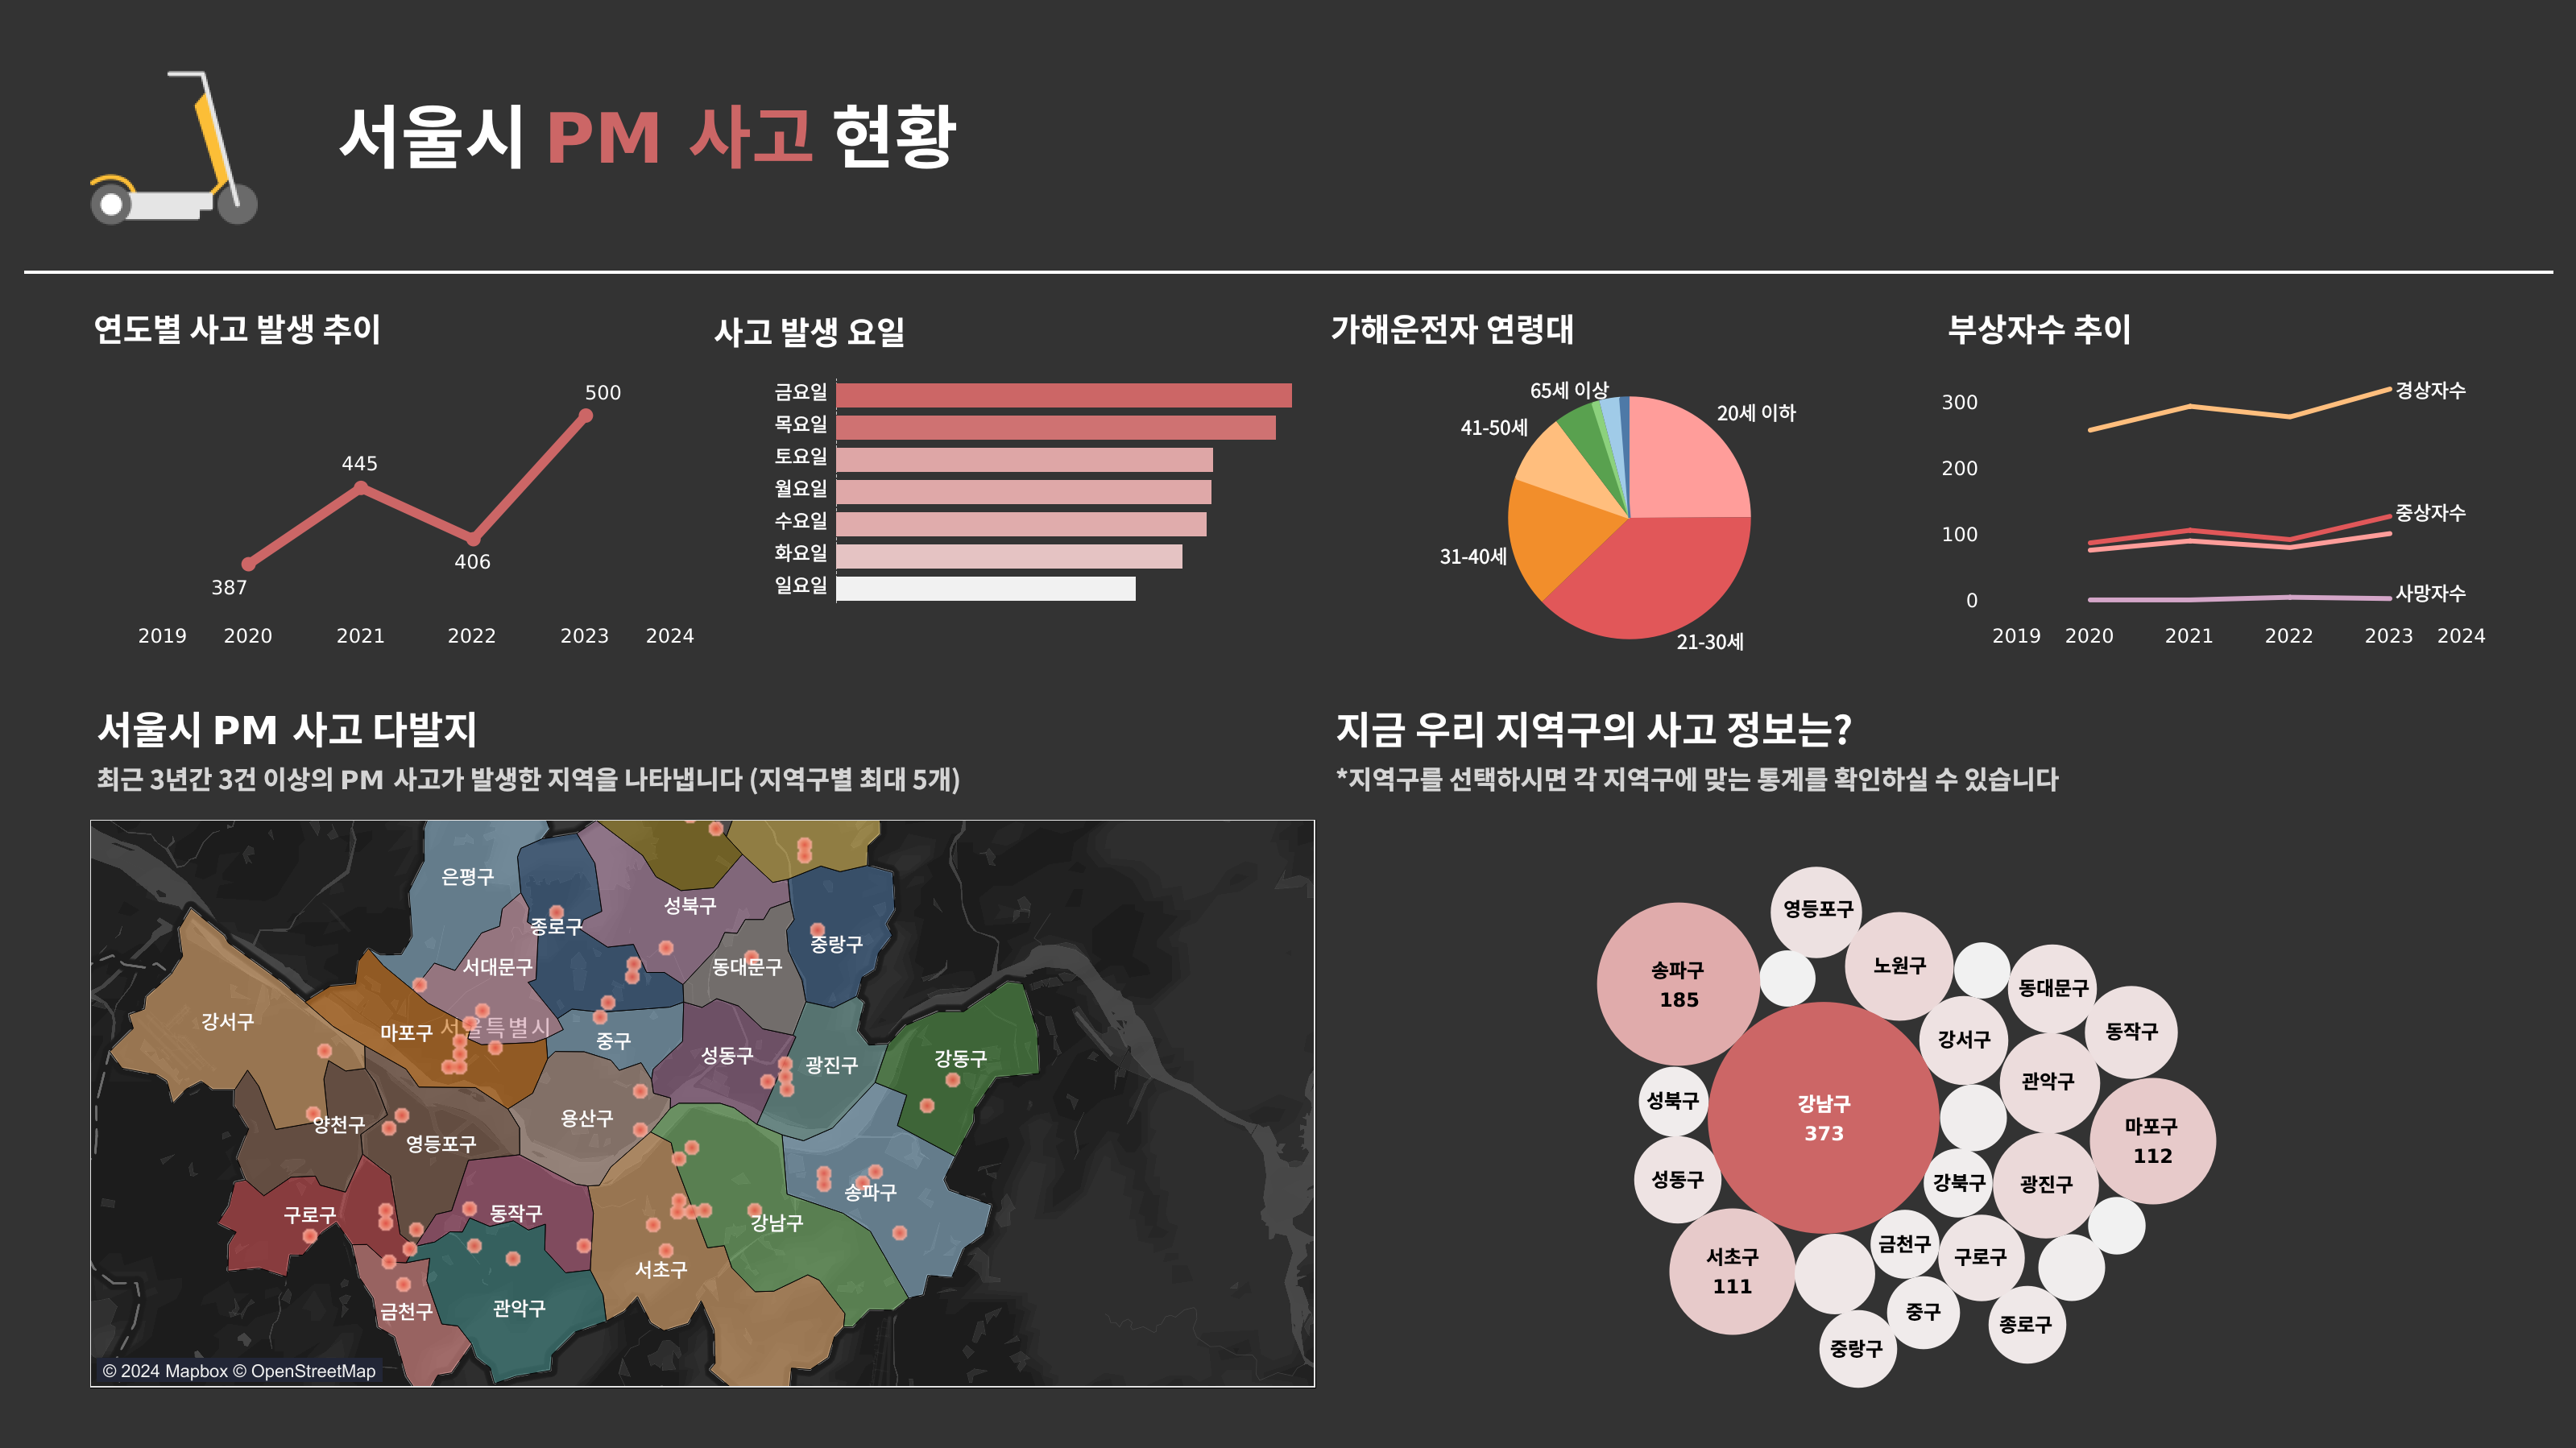 서울시 PM 사고 현황
연도별 사고 발생 추이
500
445
406
387
2019 2020 2021 2022 2023 2024
사고 발생 요일
금요일
목요일
토요일
월요일
수요일
화요일
일요일
가해운전자 연령대
65세 이상
20세 이하
41-50세
31-40세
21-30세
부상자수 추이
경상자수
300
200
중상자수
100
사망자수
0
2019 2020 2021 2022 2023 2024
서울시 PM 사고 다발지
최근 3년간 3건 이상의 PM 사고가 발생한 지역을 나타냅니다 (지역구별 최대 5개)
은평구
성북구
종로구
중랑구
서대문구
동대문구
강서구
마포구
서울특별시
중구
성동구
광진구
강동구
용산구
양천구
영등포구
송파구
구로구
동작구
강남구
서초구
금천구
관악구
© 2024 Mapbox © OpenStreetMap
지금 우리 지역구의 사고 정보는?
*지역구를 선택하시면 각 지역구에 맞는 통계를 확인하실 수 있습니다
영등포구
송파구
185
노원구
동대문구
동작구
강서구
관악구
성북구
강남구
373
마포구
112
성동구
강북구
광진구
금천구
구로구
서초구
111
중구
종로구
중랑구